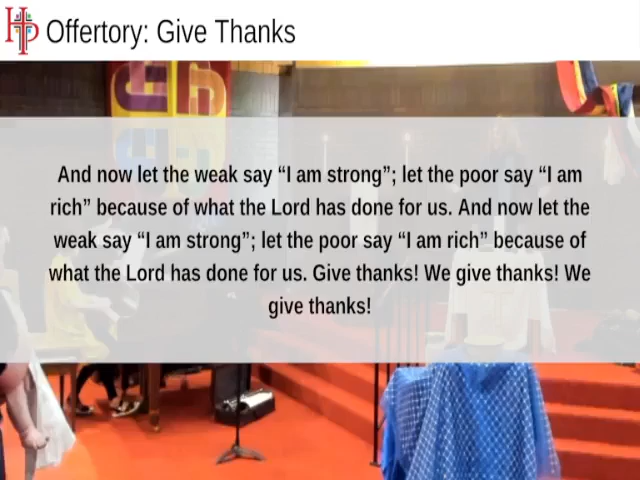 Offertory: Give Thanks
And now let the weak say “I am strong”; let the poor say “I am
rich” because of what the Lord has done for us. And now let the
weak say “I am strong”; let the poor say “I am rich” because of
what the Lord has done for us. Give thanks! We give thanks! We
give thanks!